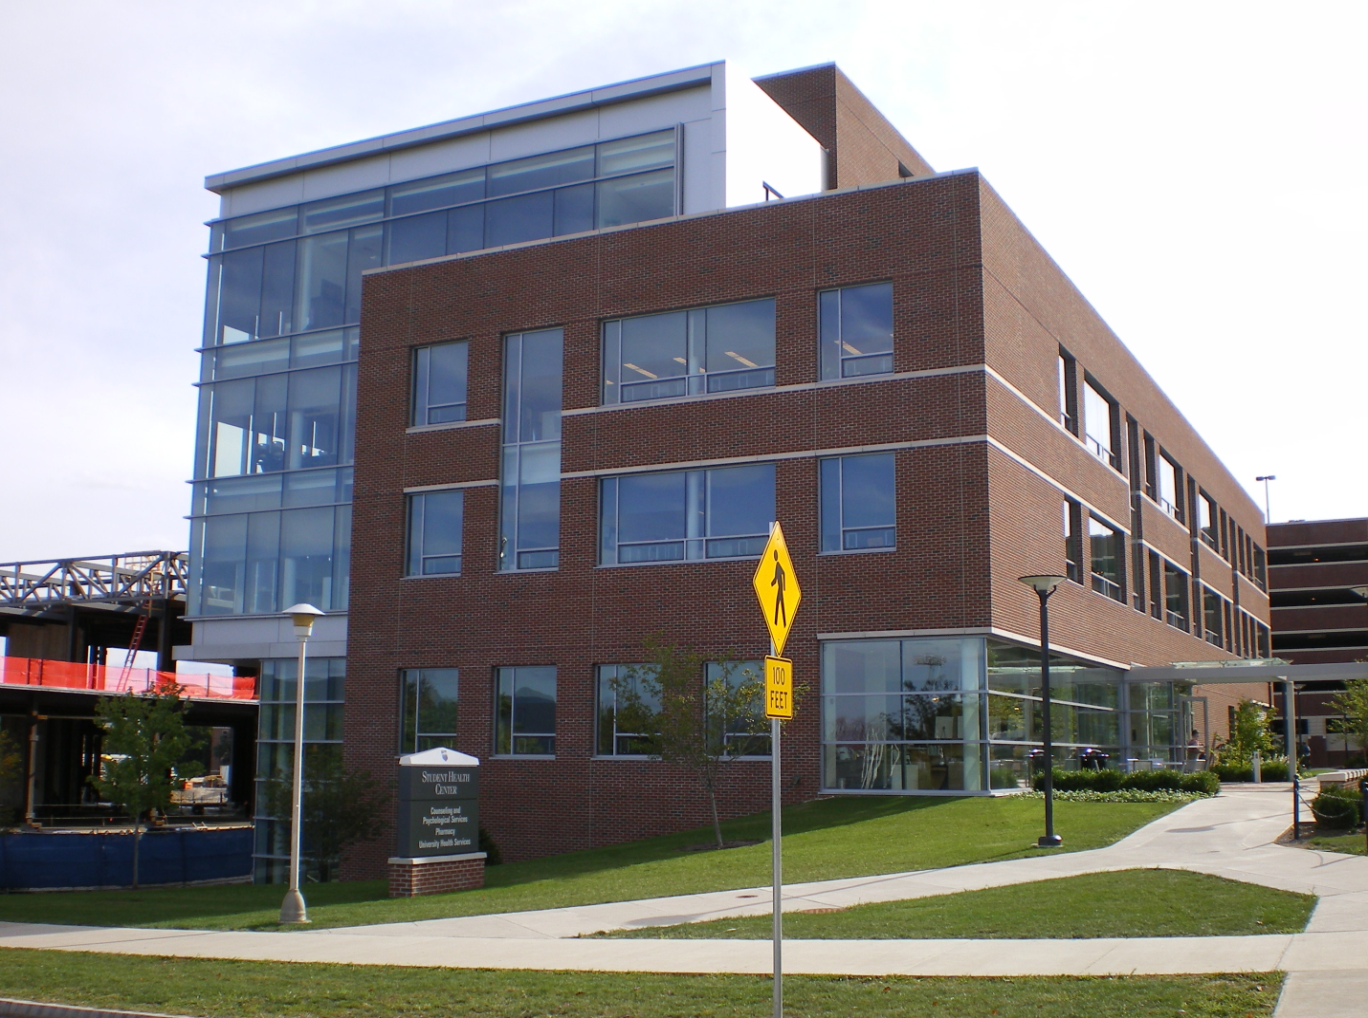 100
FEET
STUDENT HEALTH
CENTER
Counseling and
Psychological Services
Pharmacy
University Health Services